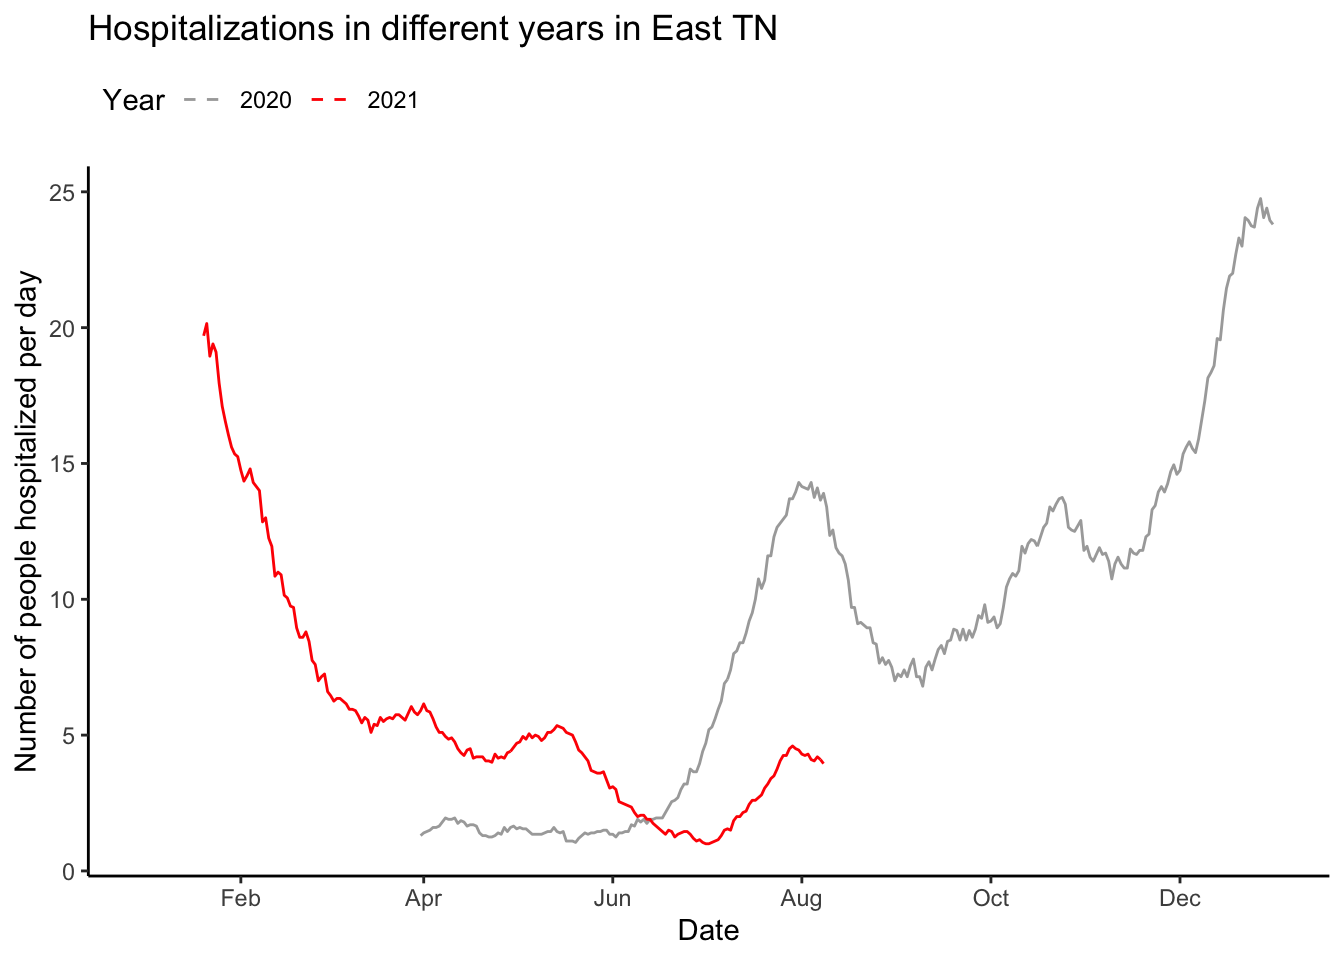 Hospitalizations in different years in East TN
Year 2020 2021
25
20
15
10
5
0
Number of people hospitalized per day
Feb Apr Jun Aug Oct Dec
Date